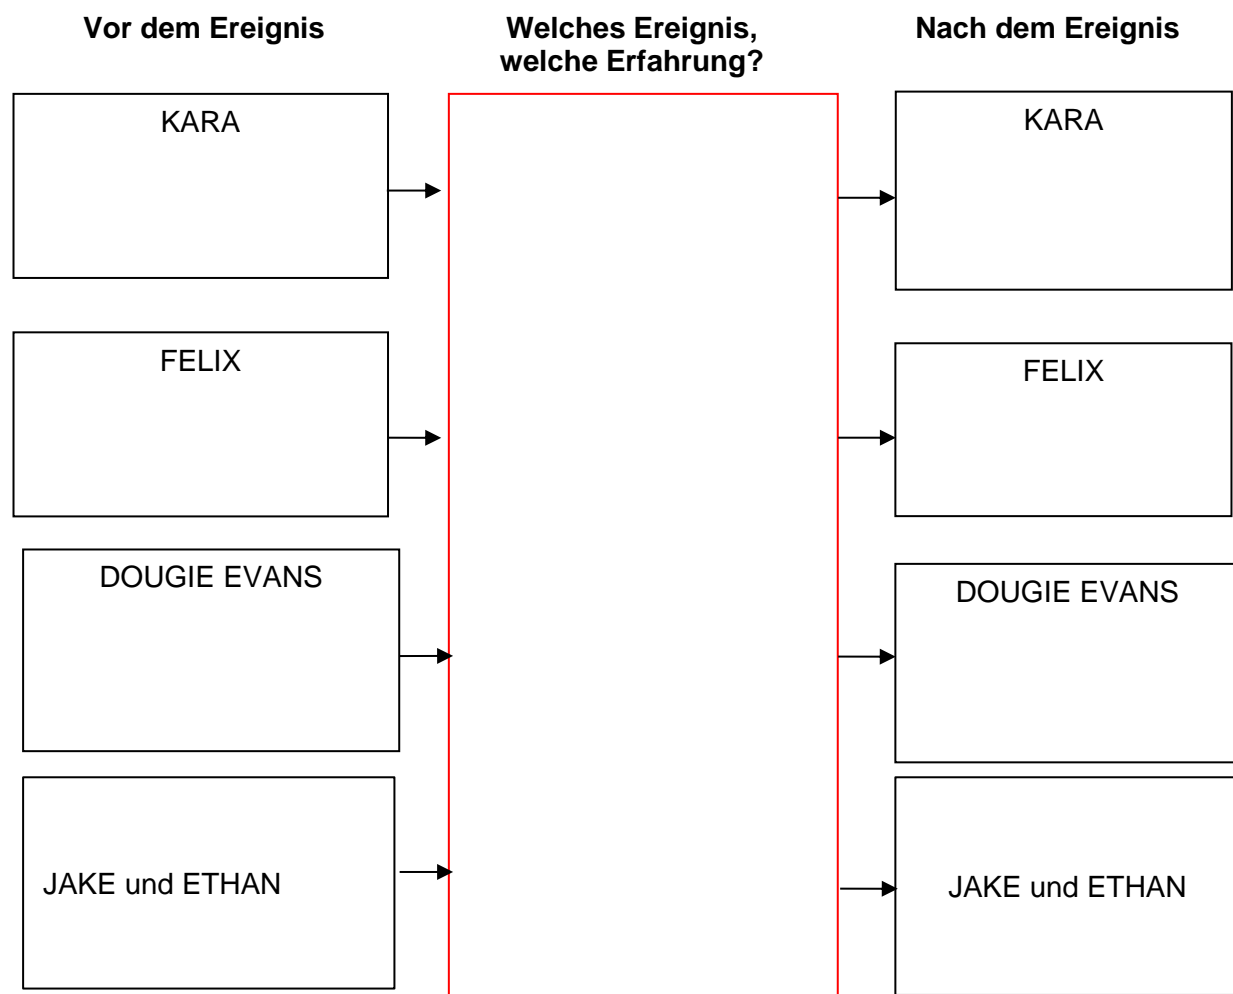 Vor dem Ereignis
Welches Ereignis,
welche Erfahrung?
Nach dem Ereignis
KARA
KARA
FELIX
FELIX
DOUGIE EVANS
DOUGIE EVANS
JAKE und ETHAN
JAKE und ETHAN